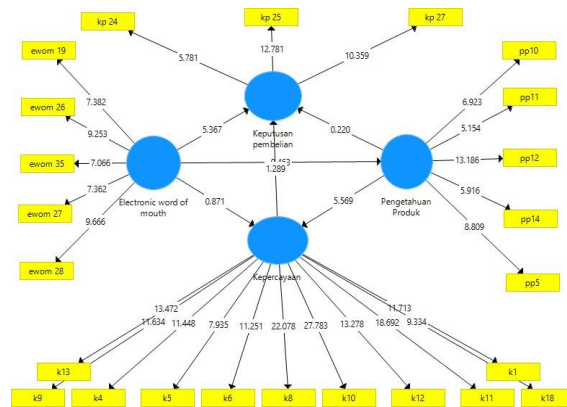 kp 25
kp 24
kp 27
ewom 19
12.781
5.781
10.359
pp10
7.382
6.923
ewom 26
pp11
9.253
5.367
Keputusan
pembelian
0.220
5.154
ewom 35
7.066
1.289
13.186
pp12
7.362
5.916
ewom 27
Electronic word of
mouth
0.871
5.569
Pengetahuan
Produk
pp14
9.666
8.809
ewom 28
Kepercayaan
pp5
13.472
11.713
11.634
11.448
7.935
11.251
22.078
27.783
13.278
18.692
9.334
k13
k1
k9
k4
k5
k6
k8
k10
k12
k11
k18